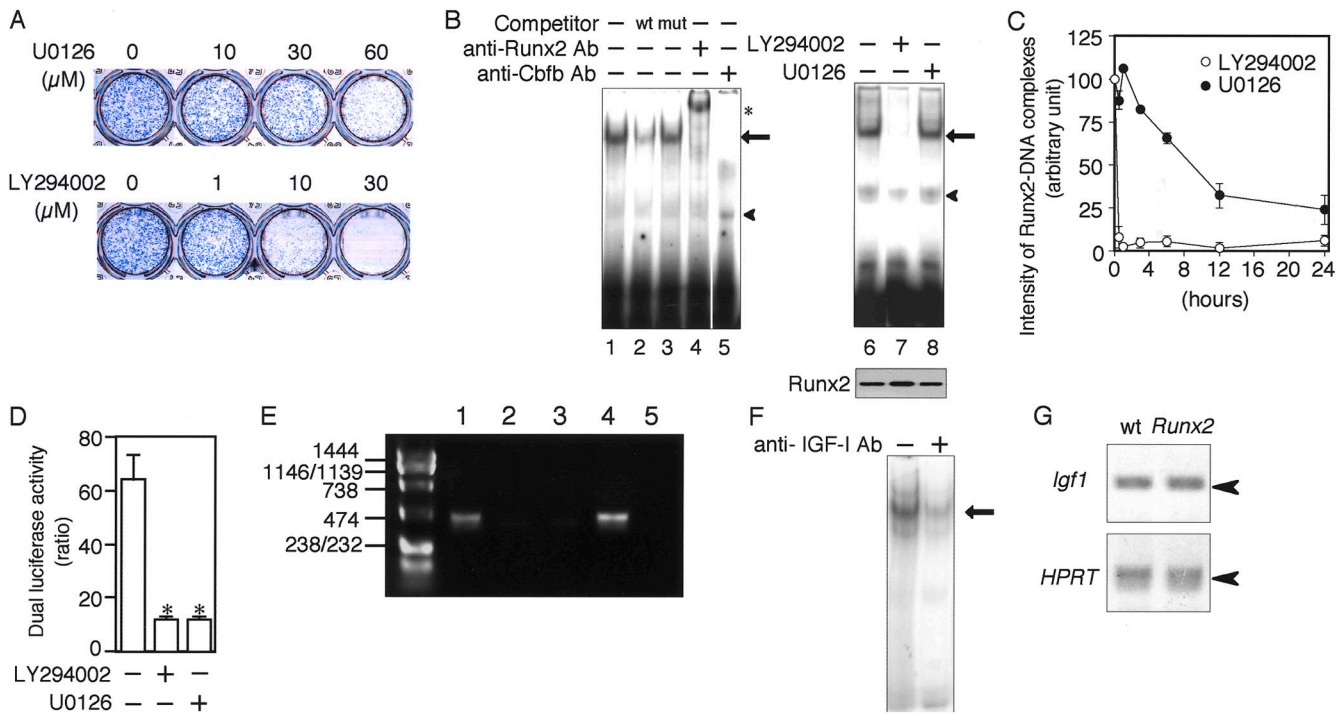 A
U0126
(μM)
0 10 30 60
LY294002
(μM)
0 1 10 30
B
Competitor – wt mut – –
anti-Runx2 Ab – – – + –
anti-Cbfb Ab – – – – +
*
1 2 3 4 5
LY294002 – + –
U0126 – – +
6 7 8
Runx2
C
Intensity of Runx2-DNA complexes
(arbitrary unit)
125
100
75
50
25
0
LY294002
U0126
0 4 8 12 16 20 24
(hours)
D
Dual luciferase activity
(ratio)
80
60
40
20
0
* *
LY294002 – + –
U0126 – – +
E
1 2 3 4 5
1444
1146/1139
738
474
238/232
F
anti- IGF-I Ab – +
G
wt Runx2
Igf1
HPRT